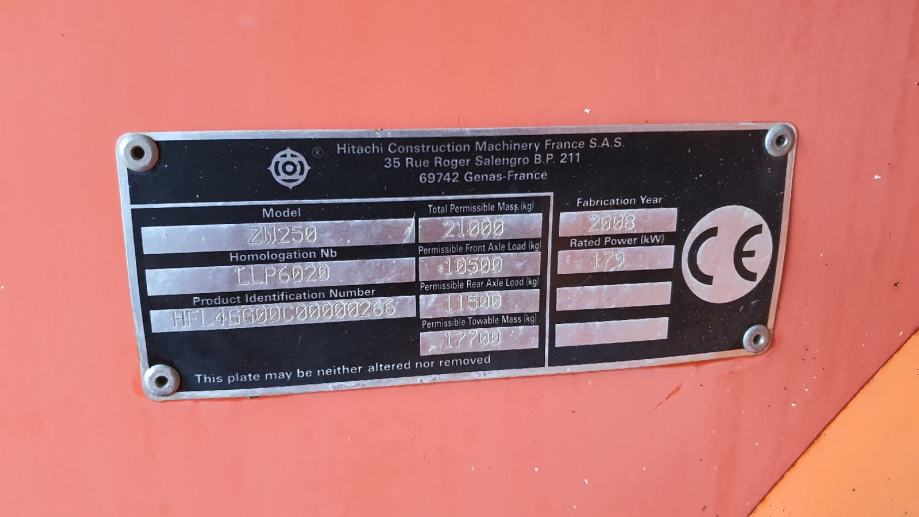 Hitachi Construction Machinery France S.A.S.
35 Rue Roger Salengro B.P. 211
69742 Genas-France
®
Model
ZW250
Homologation Nb
LLP6020
Product Identification Number
HFL4GG00C00000266
Total Permissible Mass (kg)
21000
Permissible Front Axle Load (kg)
10500
Permissible Rear Axle Load (kg)
11500
Permissible Towable Mass (kg)
17700
Fabrication Year
2008
Rated Power (kW)
179
CE
This plate may be neither altered nor removed